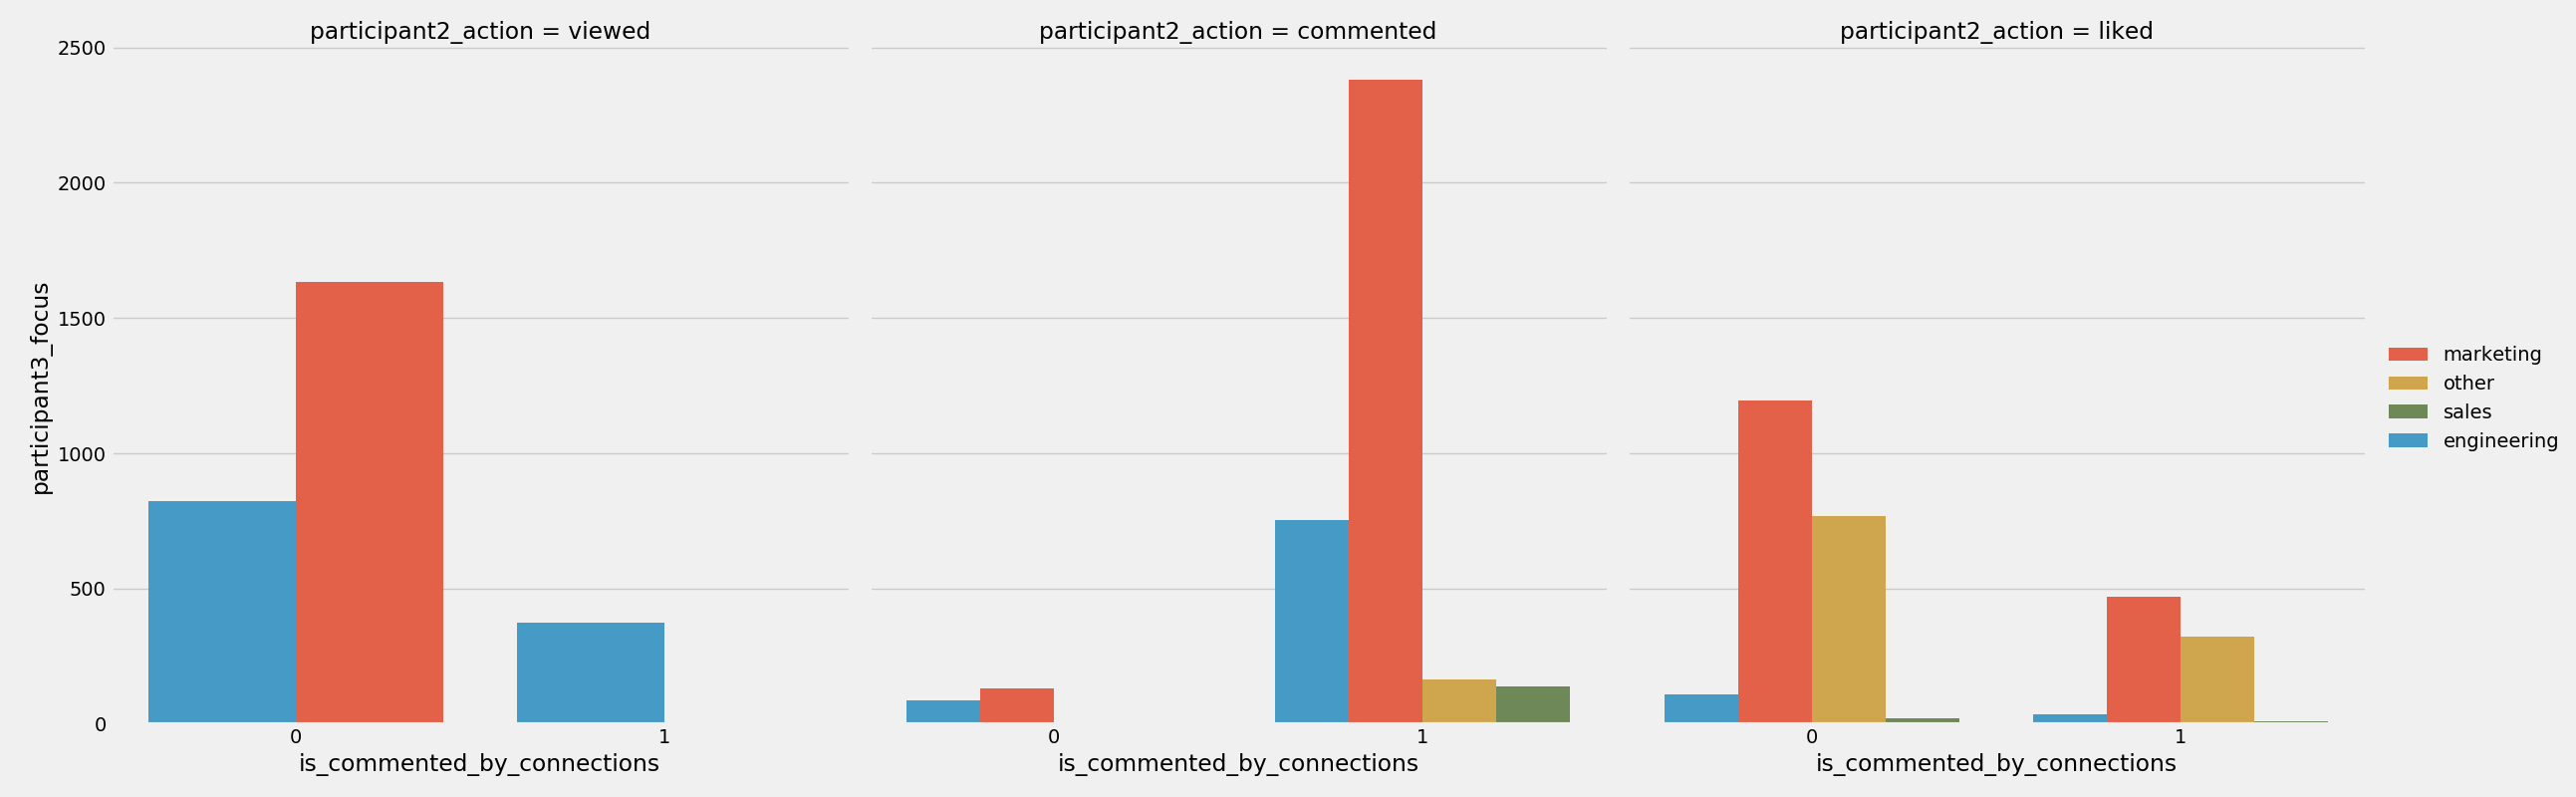 participant2_action = viewed
participant2_action = commented
participant2_action = liked
2500
2000
1500
1000
500
0
participant3_focus
0
1
0
1
0
1
is_commented_by_connections
is_commented_by_connections
is_commented_by_connections
marketing
other
sales
engineering